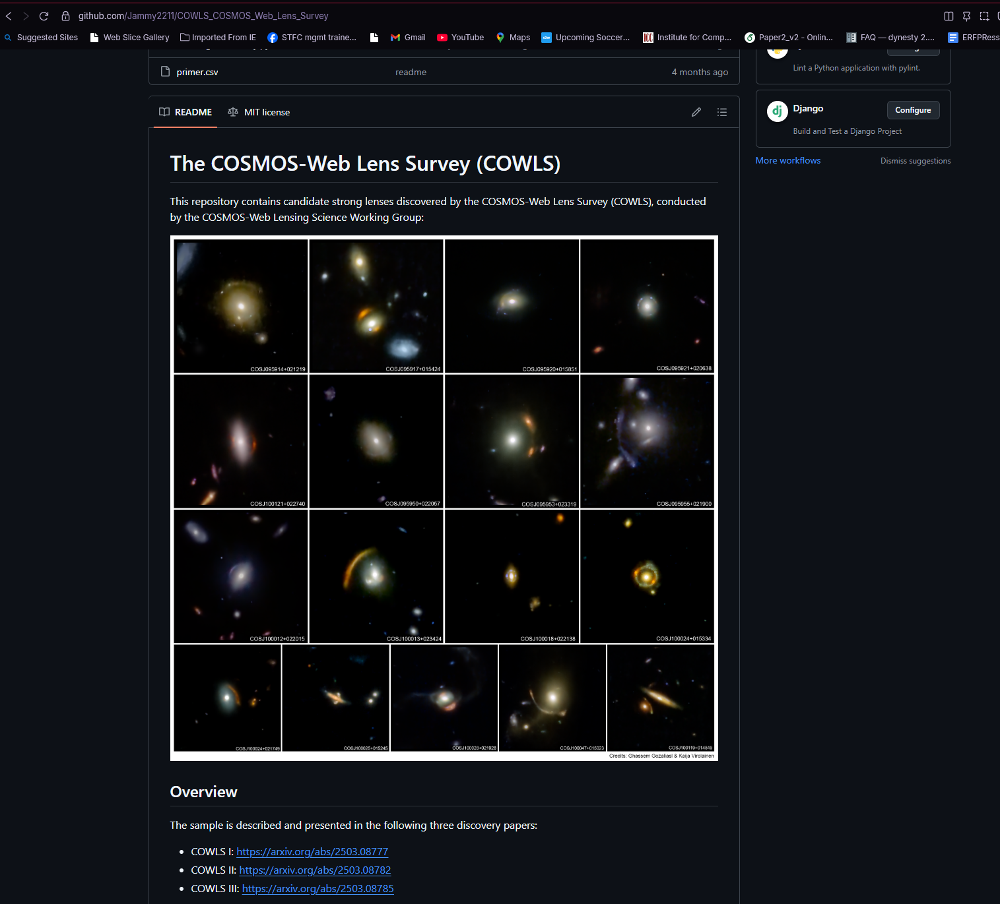 github.com/Jammy2211/COWLS_COSMOS_Web_Lens_Survey
Suggested Sites
Web Slice Gallery
Imported From IE
STFC mgmt traine...
Gmail
YouTube
Maps
Upcoming Soccer...
Institute for Comp...
Paper2_v2 - Onlin...
FAQ — dynesty 2....
ERFPRess
Lint a Python application with pylint.
primer.csv
readme
4 months ago
Django
Configure
Build and Test a Django Project
More workflows
Dismiss suggestions
README
MIT license
The COSMOS-Web Lens Survey (COWLS)
This repository contains candidate strong lenses discovered by the COSMOS-Web Lens Survey (COWLS), conducted
by the COSMOS-Web Lensing Science Working Group:
COSJ095914+021219
COSJ095917+015424
COSJ095920+015851
COSJ095921+020638
COSJ100121+022740
COSJ095950+022057
COSJ095953+023319
COSJ095955+021900
COSJ100012+022015
COSJ100013+023424
COSJ100018+022138
COSJ100024+015334
COSJ100024+021749
COSJ100025+015245
COSJ100028+021928
COSJ100047+015023
COSJ100119+014849
Credits: Ghassem Gozaliasl & Kaija Virolainen
Overview
The sample is described and presented in the following three discovery papers:
COWLS I: https://arxiv.org/abs/2503.08777
COWLS II: https://arxiv.org/abs/2503.08782
COWLS III: https://arxiv.org/abs/2503.08785